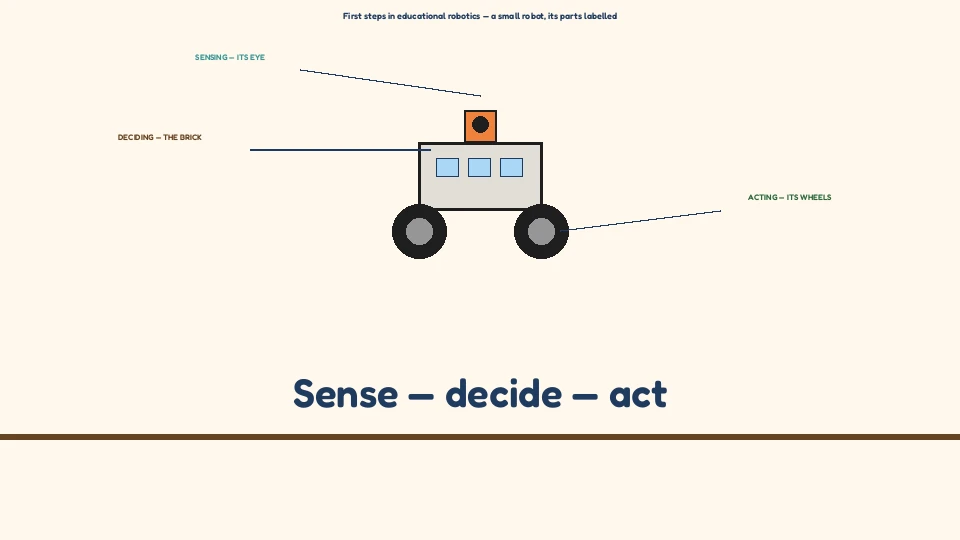 First steps in educational robotics — a small robot, its parts labelled
SENSING — ITS EYE
DECIDING — THE BRICK
ACTING — ITS WHEELS
Sense — decide — act